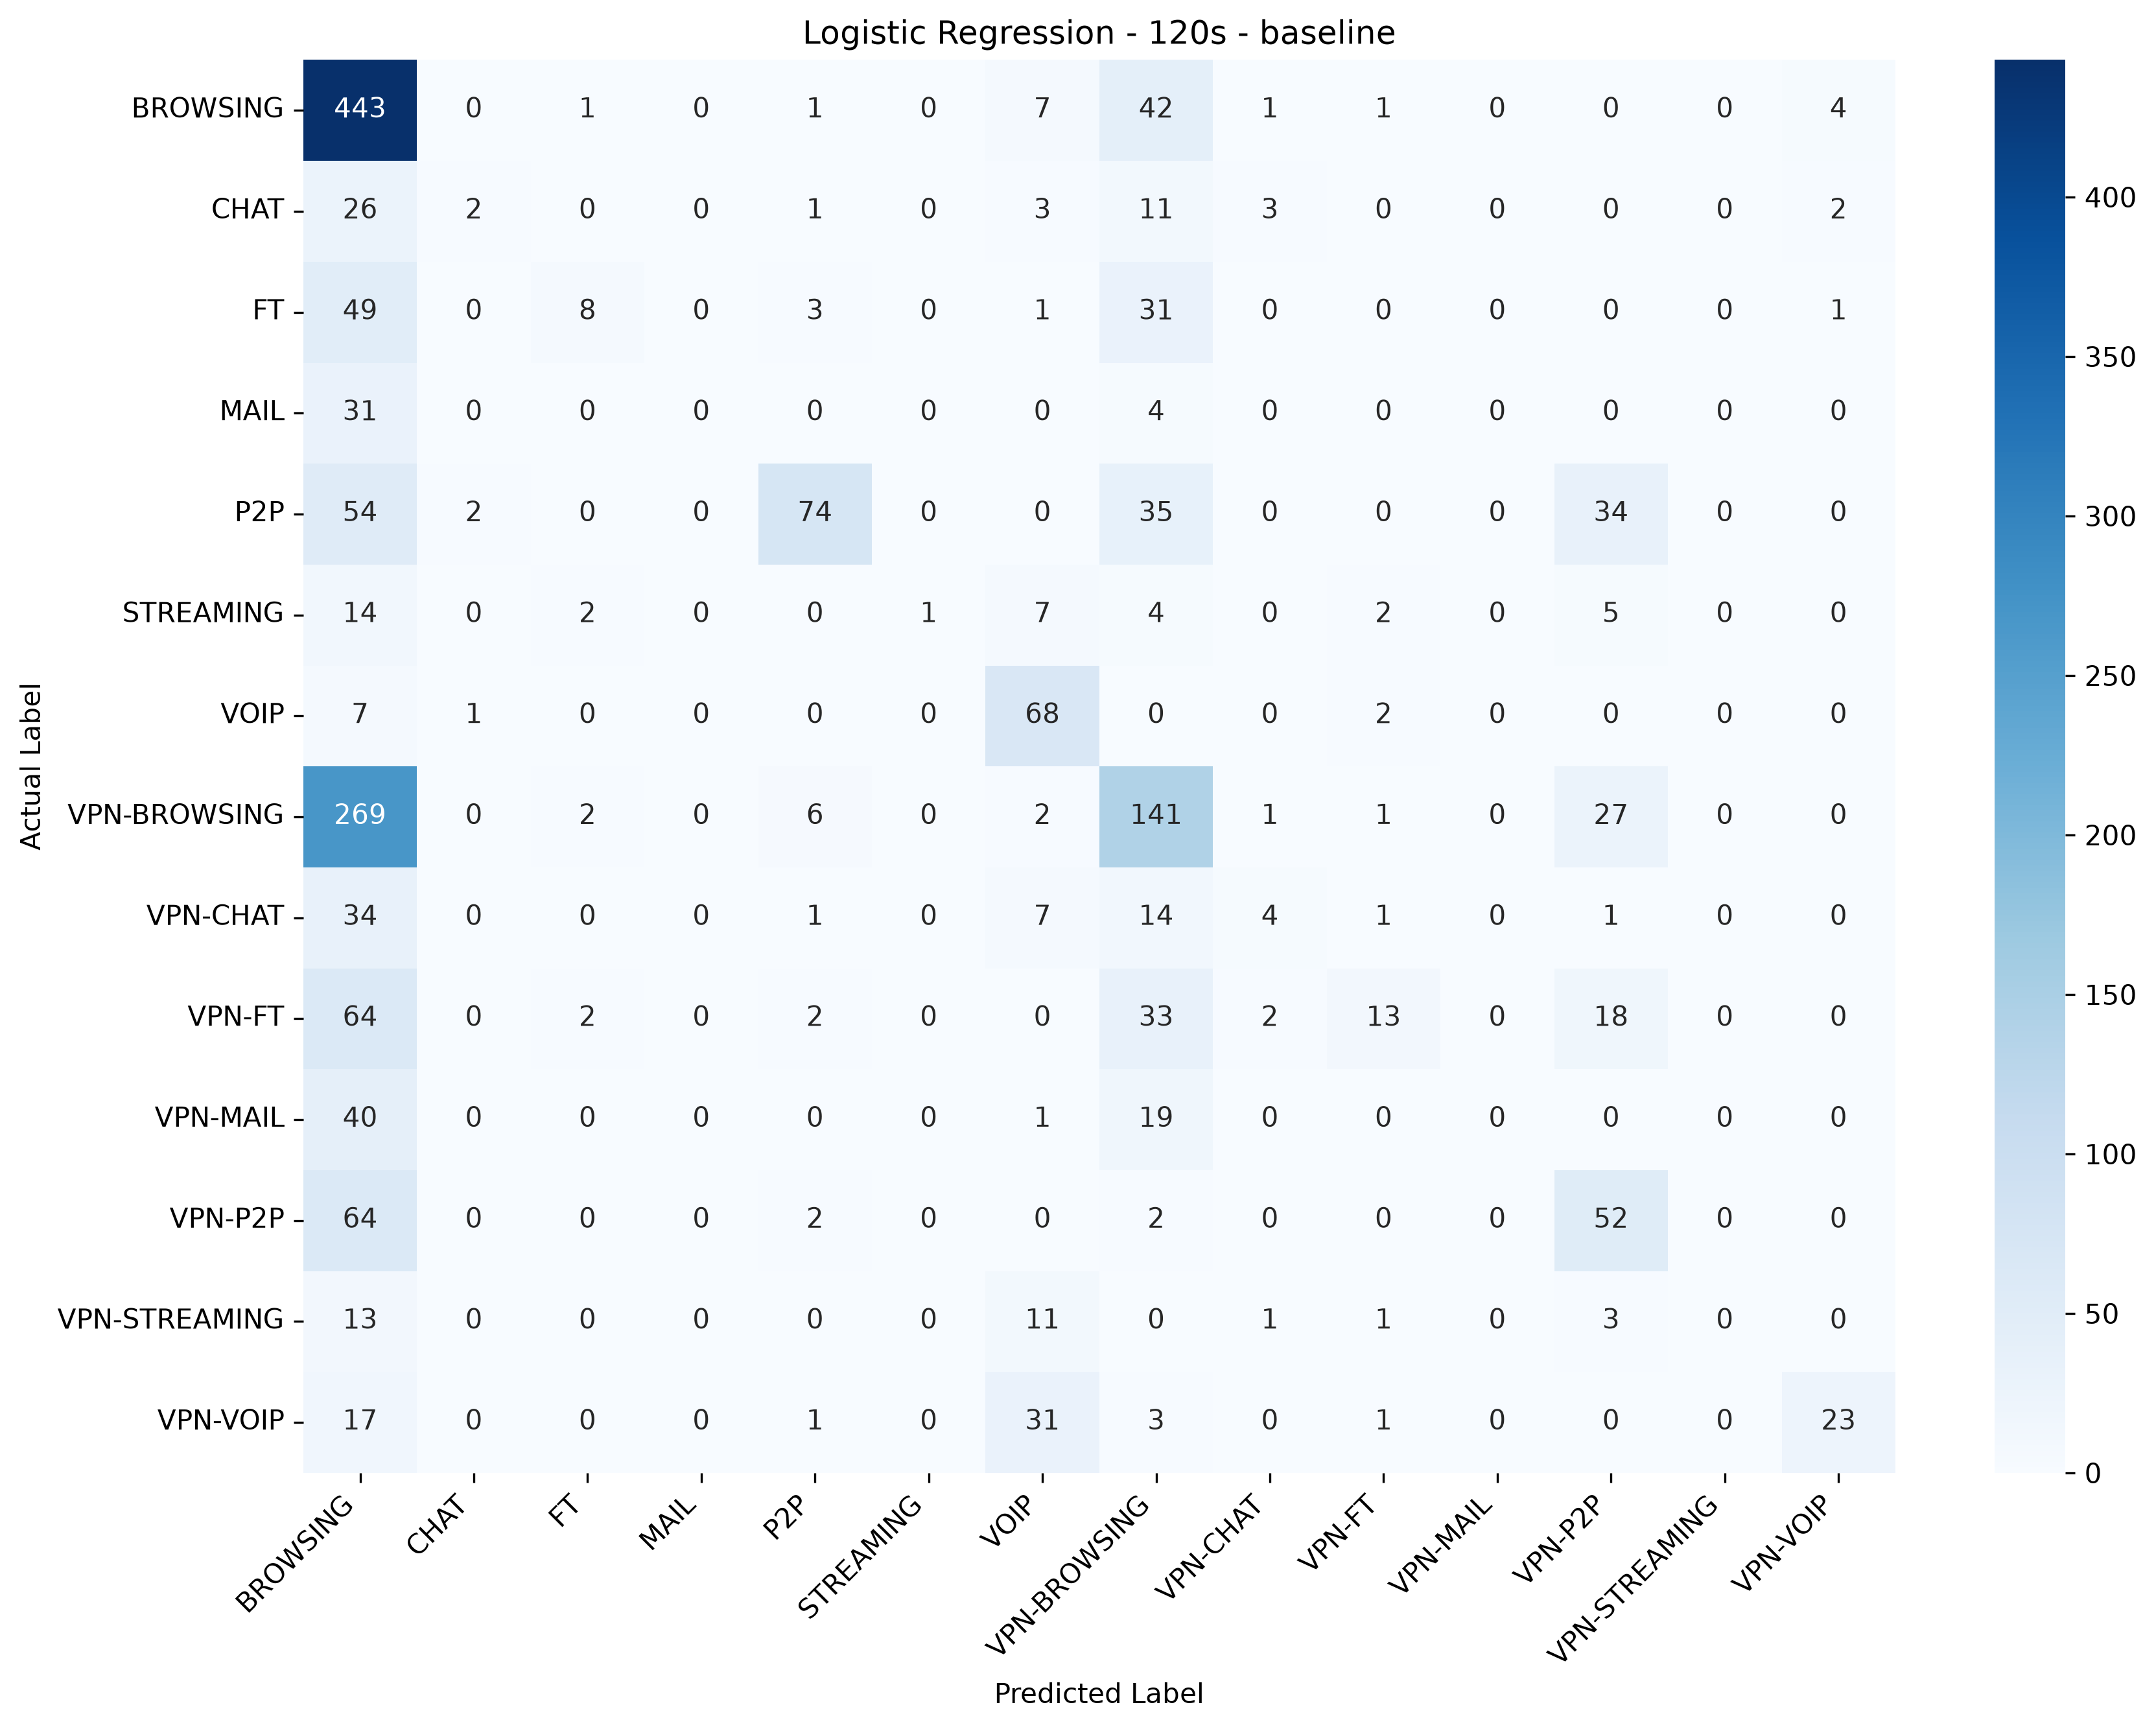 Logistic Regression - 120s - baseline
BROWSING 443 0 1 0 1 0 7 42 1 1 0 0 0 4
CHAT 26 2 0 0 1 0 3 11 3 0 0 0 0 2
FT 49 0 8 0 3 0 1 31 0 0 0 0 0 1
MAIL 31 0 0 0 0 0 0 4 0 0 0 0 0 0
P2P 54 2 0 0 74 0 0 35 0 0 0 34 0 0
STREAMING 14 0 2 0 0 1 7 4 0 2 0 5 0 0
VOIP 7 1 0 0 0 0 68 0 0 2 0 0 0 0
VPN-BROWSING 269 0 2 0 6 0 2 141 1 1 0 27 0 0
VPN-CHAT 34 0 0 0 1 0 7 14 4 1 0 1 0 0
VPN-FT 64 0 2 0 2 0 0 33 2 13 0 18 0 0
VPN-MAIL 40 0 0 0 0 0 1 19 0 0 0 0 0 0
VPN-P2P 64 0 0 0 2 0 0 2 0 0 0 52 0 0
VPN-STREAMING 13 0 0 0 0 0 11 0 1 1 0 3 0 0
VPN-VOIP 17 0 0 0 1 0 31 3 0 1 0 0 0 23
BROWSING CHAT FT MAIL P2P STREAMING VOIP VPN-BROWSING VPN-CHAT VPN-FT VPN-MAIL VPN-P2P VPN-STREAMING VPN-VOIP
Predicted Label
Actual Label
400
350
300
250
200
150
100
50
0